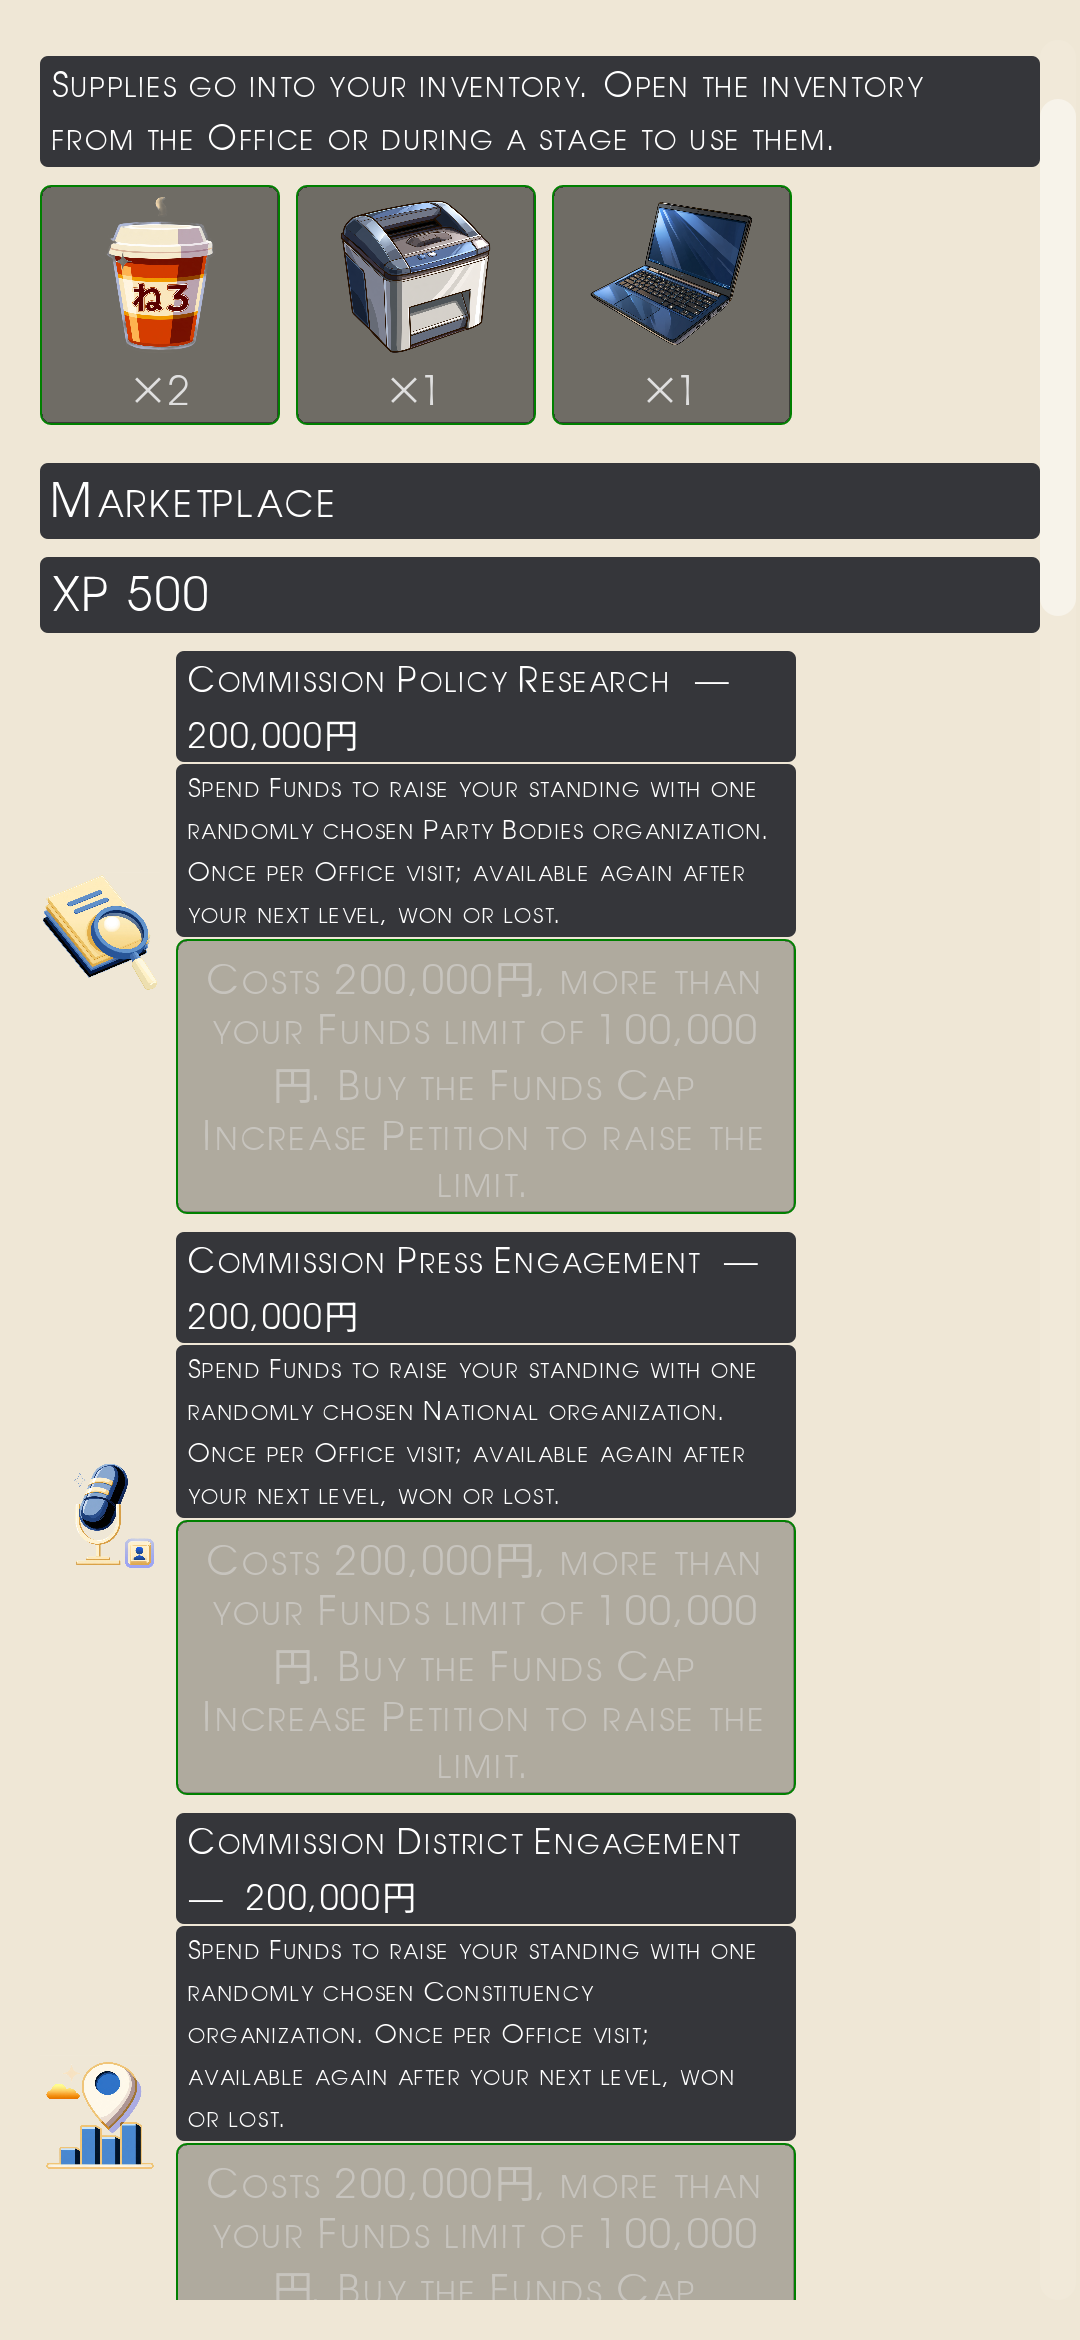 Supplies go into your inventory. Open the inventory
from the Office or during a stage to use them.
ねろ
×2
×1
×1
Marketplace
XP 500
Commission Policy Research —
200,000円
Spend Funds to raise your standing with one
randomly chosen Party Bodies organization.
Once per Office visit; available again after
your next level, won or lost.
Costs 200,000円, more than
your Funds limit of 100,000
円. Buy the Funds Cap
Increase Petition to raise the
limit.
Commission Press Engagement —
200,000円
Spend Funds to raise your standing with one
randomly chosen National organization.
Once per Office visit; available again after
your next level, won or lost.
Costs 200,000円, more than
your Funds limit of 100,000
円. Buy the Funds Cap
Increase Petition to raise the
limit.
Commission District Engagement
— 200,000円
Spend Funds to raise your standing with one
randomly chosen Constituency
organization. Once per Office visit;
available again after your next level, won
or lost.
Costs 200,000円, more than
your Funds limit of 100,000
円. Buy the Funds Cap